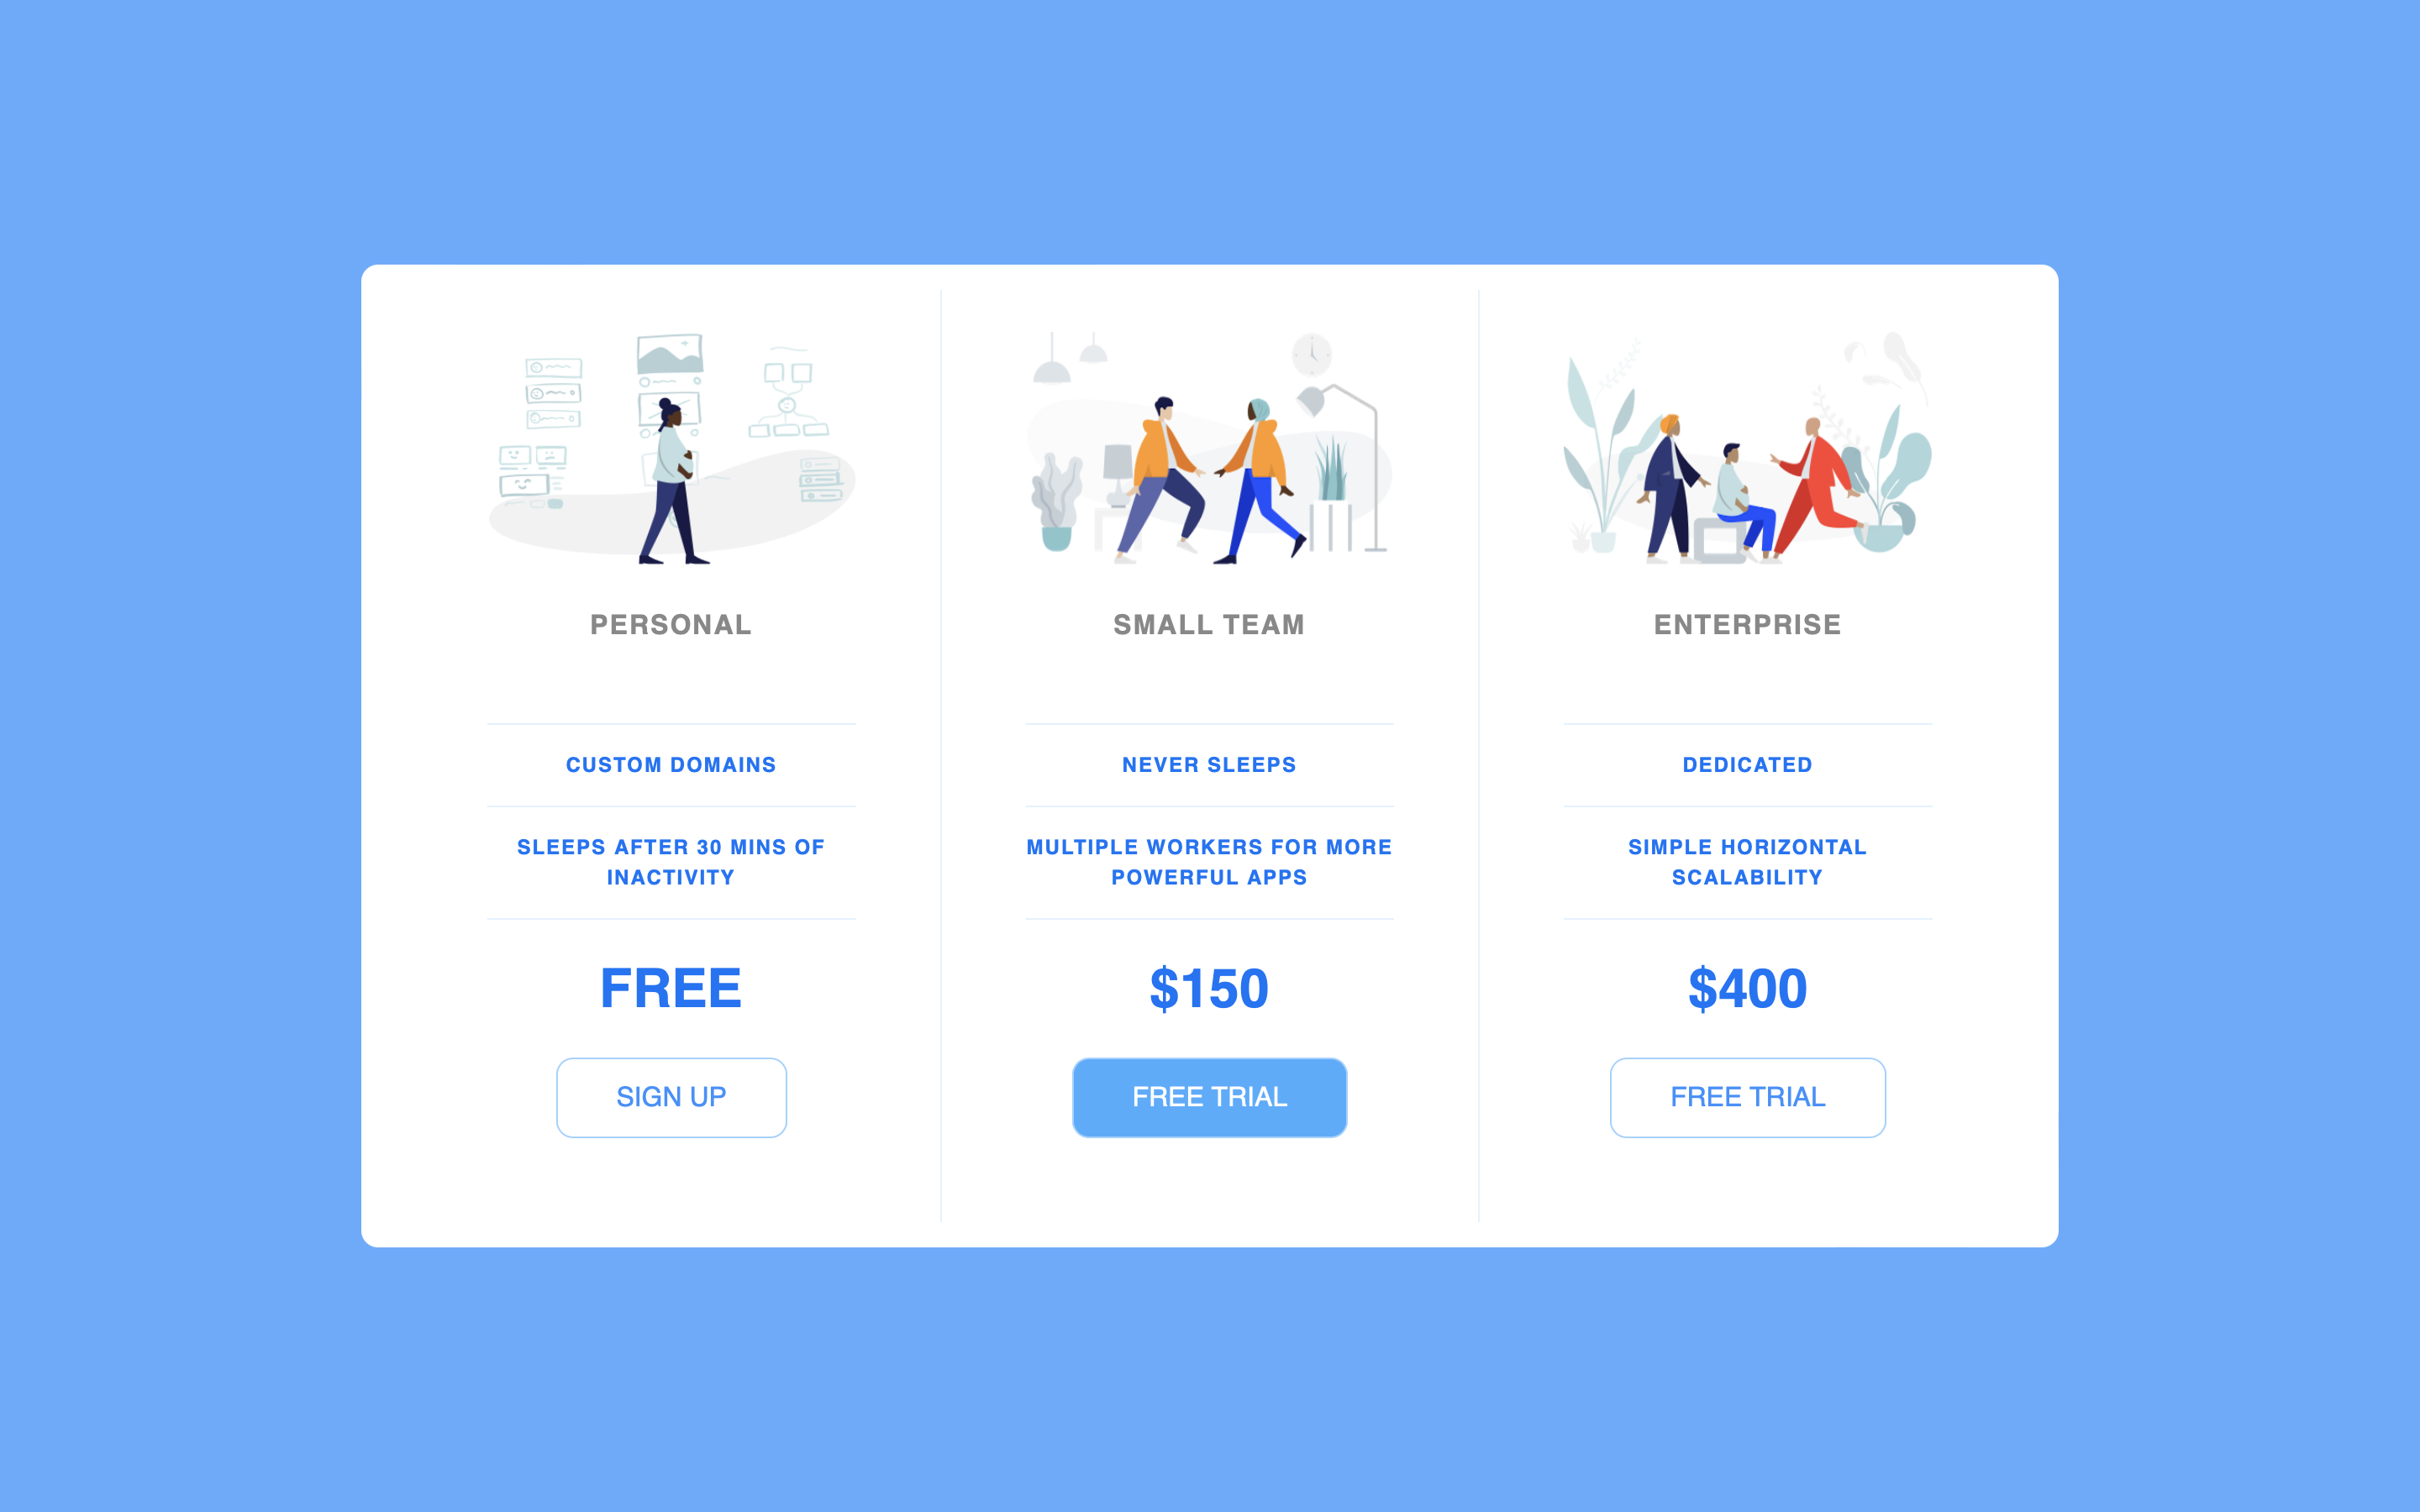 PERSONAL
CUSTOM DOMAINS
SLEEPS AFTER 30 MINS OF
INACTIVITY
FREE
SIGN UP
SMALL TEAM
NEVER SLEEPS
MULTIPLE WORKERS FOR MORE
POWERFUL APPS
$150
FREE TRIAL
ENTERPRISE
DEDICATED
SIMPLE HORIZONTAL
SCALABILITY
$400
FREE TRIAL